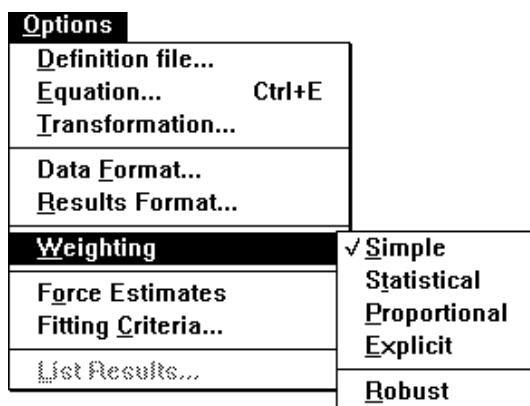 Options
Definition file...
Equation... Ctrl+E
Transformation...
Data Format...
Results Format...
Weighting
Force Estimates
Fitting Criteria...
List Results...
√ Simple
Statistical
Proportional
Explicit
Robust